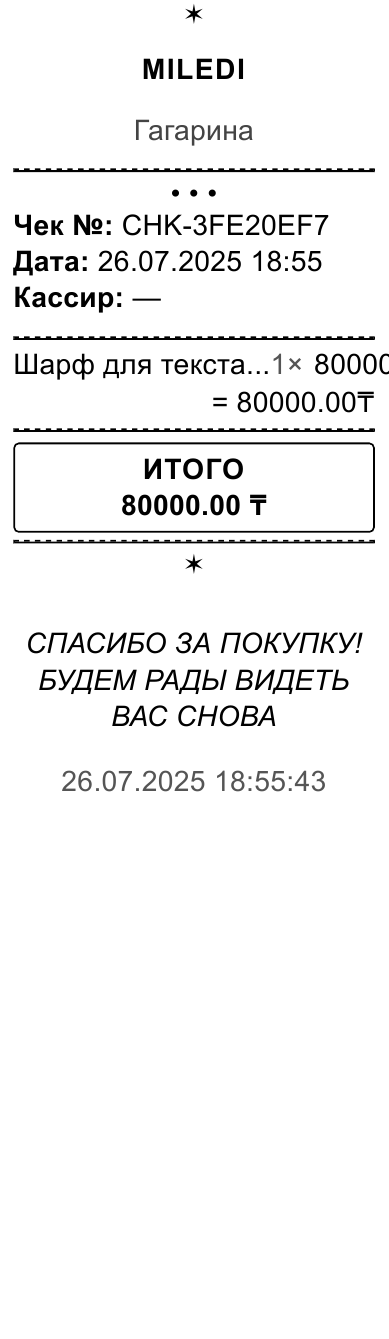 ✶
MILEDI
Гагарина
• • •
Чек №: CHK-3FE20EF7
Дата: 26.07.2025 18:55
Кассир: —
Шарф для текста...1× 80000
= 80000.00₸
ИТОГО
80000.00 ₸
✶
СПАСИБО ЗА ПОКУПКУ!
БУДЕМ РАДЫ ВИДЕТЬ
ВАС СНОВА
26.07.2025 18:55:43